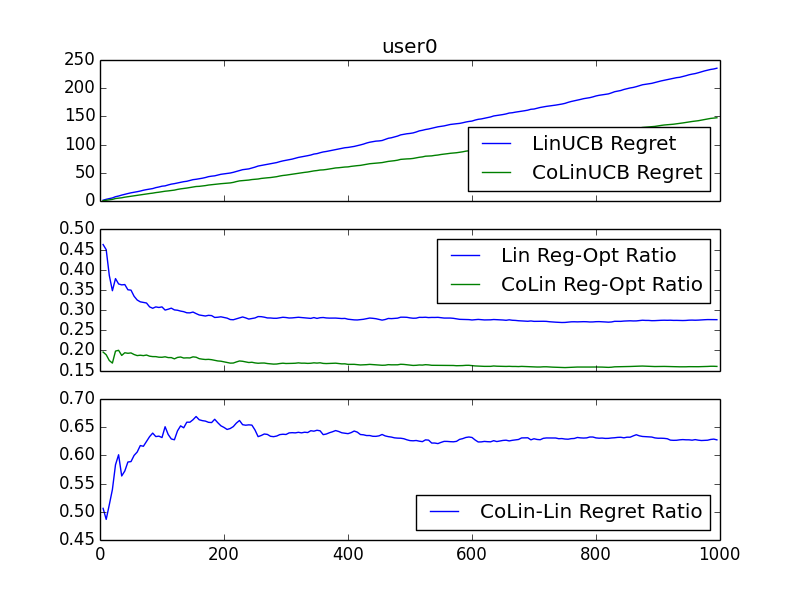 user0
250
200
150
100
50
0
LinUCB Regret
CoLinUCB Regret
0.50
0.45
0.40
0.35
0.30
0.25
0.20
0.15
Lin Reg-Opt Ratio
CoLin Reg-Opt Ratio
0.70
0.65
0.60
0.55
0.50
0.45
CoLin-Lin Regret Ratio
0 200 400 600 800 1000